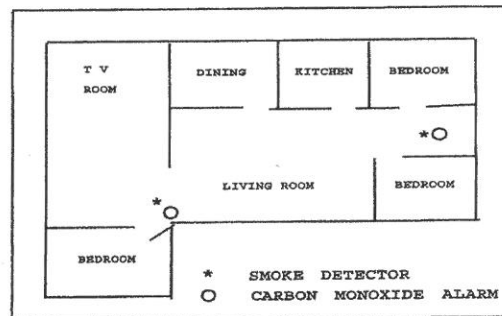 T V
ROOM
DINING
KITCHEN
BEDROOM
LIVING ROOM
BEDROOM
BEDROOM
* SMOKE DETECTOR
O CARBON MONOXIDE ALARM